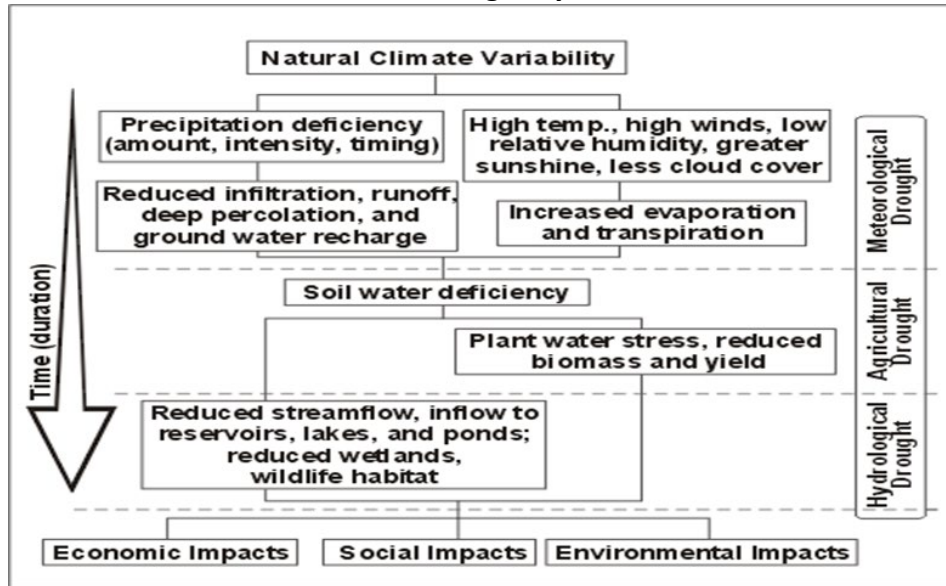 Natural Climate Variability
Precipitation deficiency
(amount, intensity, timing)
High temp., high winds, low
relative humidity, greater
sunshine, less cloud cover
Reduced infiltration, runoff,
deep percolation, and
ground water recharge
Increased evaporation
and transpiration
Meteorological
Drought
Soil water deficiency
Plant water stress, reduced
biomass and yield
Agricultural
Drought
Time (duration)
Reduced streamflow, inflow to
reservoirs, lakes, and ponds;
reduced wetlands,
wildlife habitat
Hydrological
Drought
Economic Impacts
Social Impacts
Environmental Impacts